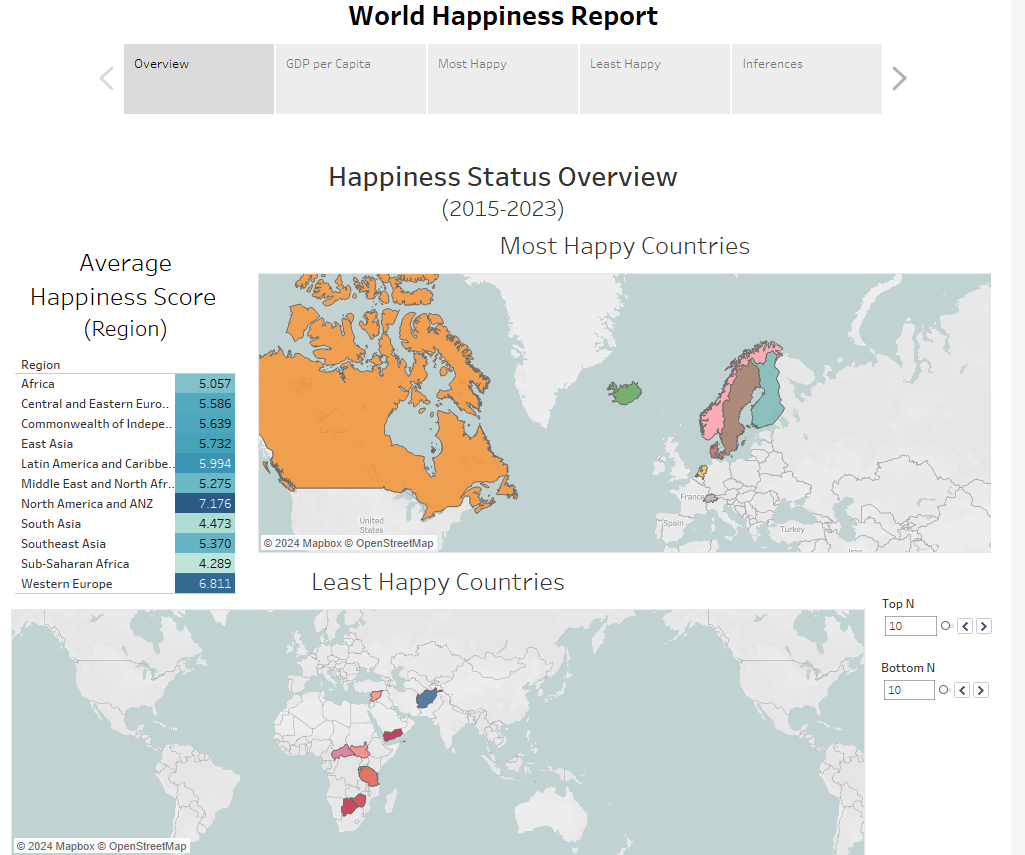 World Happiness Report
Overview
GDP per Capita
Most Happy
Least Happy
Inferences
Happiness Status Overview
(2015-2023)
Average
Happiness Score
(Region)
Region
Africa 5.057
Central and Eastern Euro.. 5.586
Commonwealth of Indepe.. 5.639
East Asia 5.732
Latin America and Caribbe.. 5.994
Middle East and North Afr.. 5.275
North America and ANZ 7.176
South Asia 4.473
Southeast Asia 5.370
Sub-Saharan Africa 4.289
Western Europe 6.811
Most Happy Countries
Canada
United
States
France
Spain
Turkey
Iran
© 2024 Mapbox © OpenStreetMap
Least Happy Countries
© 2024 Mapbox © OpenStreetMap
Top N
10
Bottom N
10